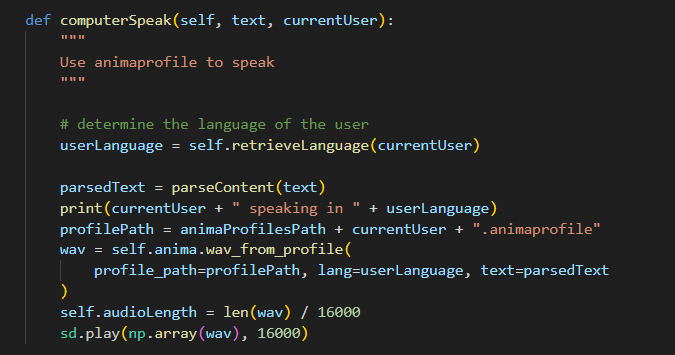 def computerSpeak(self, text, currentUser):
    """
    Use animaprofile to speak
    """
    # determine the language of the user
    userLanguage = self.retrieveLanguage(currentUser)
    parsedText = parseContent(text)
    print(currentUser + " speaking in " + userLanguage)
    profilePath = animaProfilesPath + currentUser + ".animaprofile"
    wav = self.anima.wav_from_profile(
        profile_path=profilePath, lang=userLanguage, text=parsedText
    )
    self.audioLength = len(wav) / 16000
    sd.play(np.array(wav), 16000)